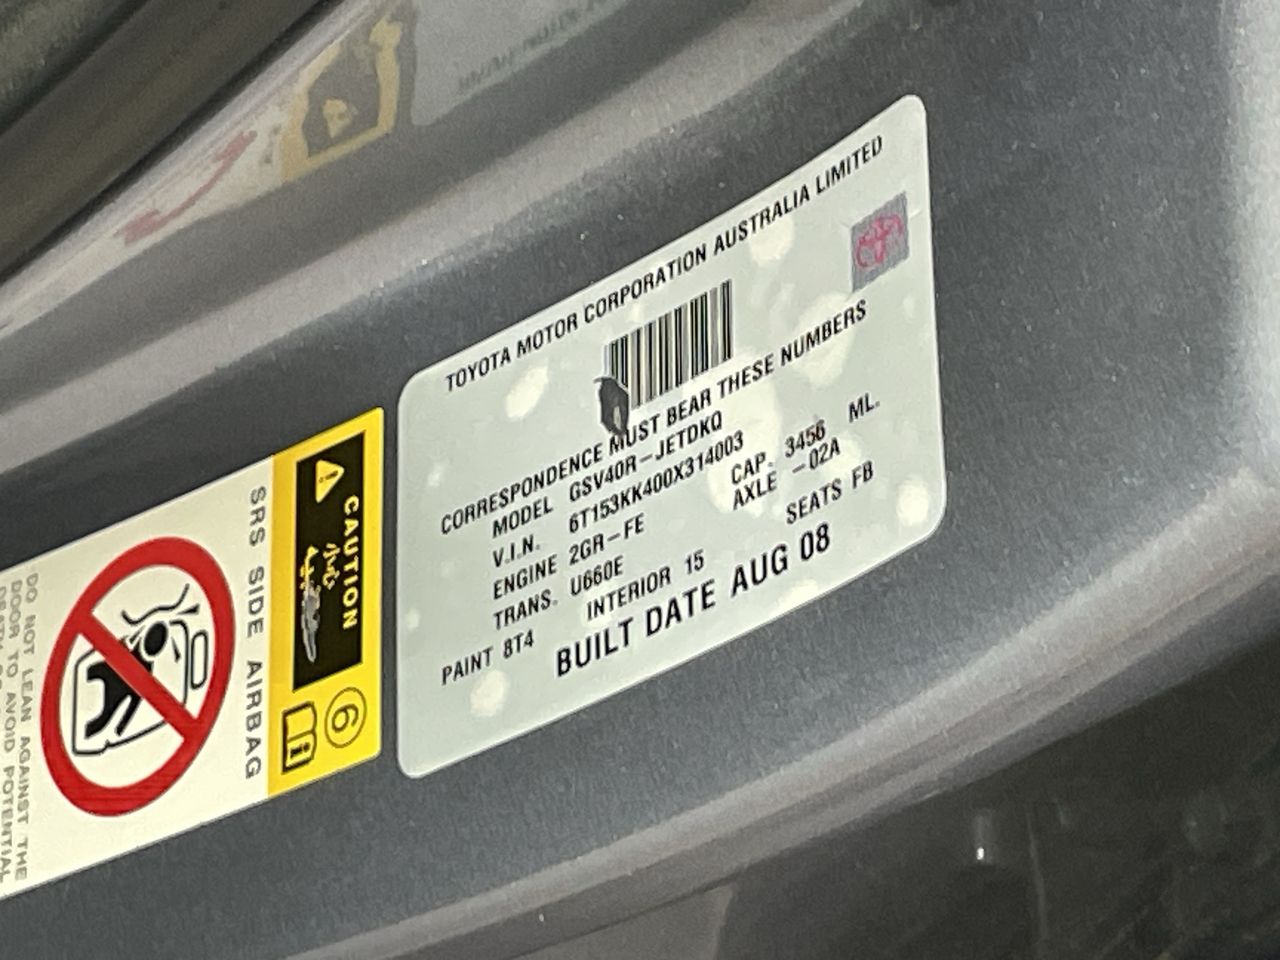 TOYOTA MOTOR CORPORATION AUSTRALIA LIMITED
CORRESPONDENCE MUST BEAR THESE NUMBERS
MODEL GSV40R-JETDKQ
V.I.N. 6T153KK400X314003
ENGINE 2GR-FE CAP. 3456 ML.
TRANS. U660E AXLE -02A
PAINT 8T4 INTERIOR 15 SEATS FB
BUILT DATE AUG 08
CAUTION
6
i
SRS SIDE AIRBAG
DO NOT LEAN AGAINST THE
DOOR TO AVOID POTENTIAL